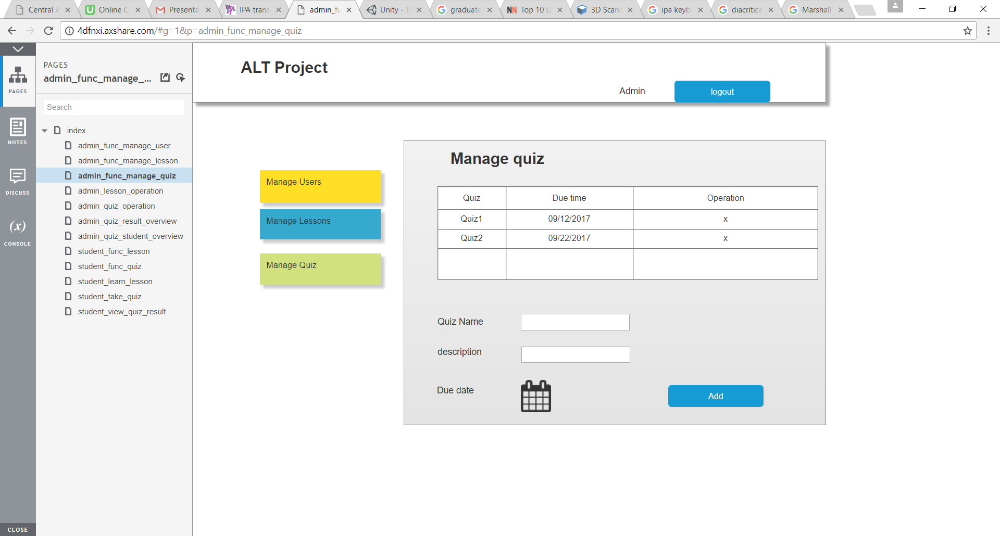 Central A
Online C
Presenta
IPA trans
admin_fu
Unity - T
graduate
Top 10 U
3D Scann
ipa keybo
diacritica
Marshall
4dfnxi.axshare.com/#g=1&p=admin_func_manage_quiz
PAGES
NOTES
DISCUSS
(x)
CONSOLE
CLOSE
PAGES
admin_func_manage_...
Search
index
admin_func_manage_user
admin_func_manage_lesson
admin_func_manage_quiz
admin_lesson_operation
admin_quiz_operation
admin_quiz_result_overview
admin_quiz_student_overview
student_func_lesson
student_func_quiz
student_learn_lesson
student_take_quiz
student_view_quiz_result
ALT Project
Admin logout
Manage Users
Manage Lessons
Manage Quiz
Manage quiz
Quiz Due time Operation
Quiz1 09/12/2017 x
Quiz2 09/22/2017 x
Quiz Name
description
Due date Add